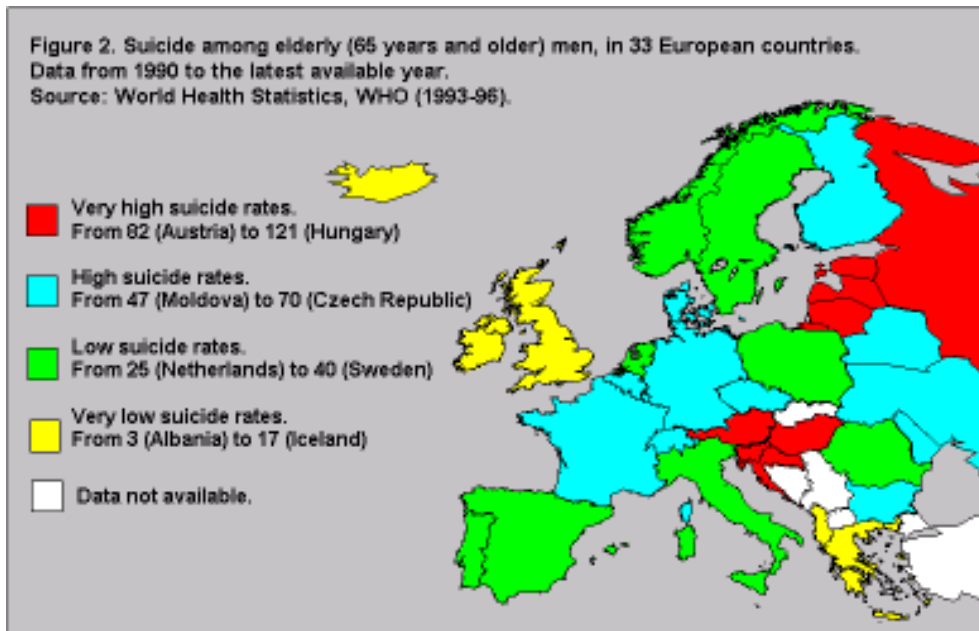 Figure 2. Suicide among elderly (65 years and older) men, in 33 European countries.
Data from 1990 to the latest available year.
Source: World Health Statistics, WHO (1993-96).
Very high suicide rates.
From 82 (Austria) to 121 (Hungary)
High suicide rates.
From 47 (Moldova) to 70 (Czech Republic)
Low suicide rates.
From 25 (Netherlands) to 40 (Sweden)
Very low suicide rates.
From 3 (Albania) to 17 (Iceland)
Data not available.